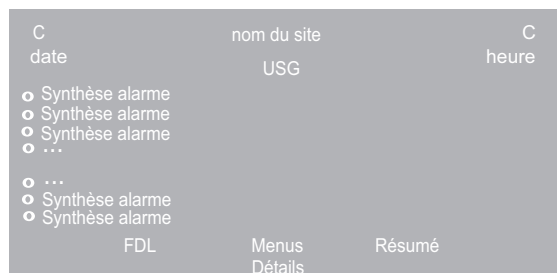 C nom du site C
date USG heure
o Synthèse alarme
o Synthèse alarme
o Synthèse alarme
o ...
o ...
o Synthèse alarme
o Synthèse alarme
FDL Menus Résumé
Détails